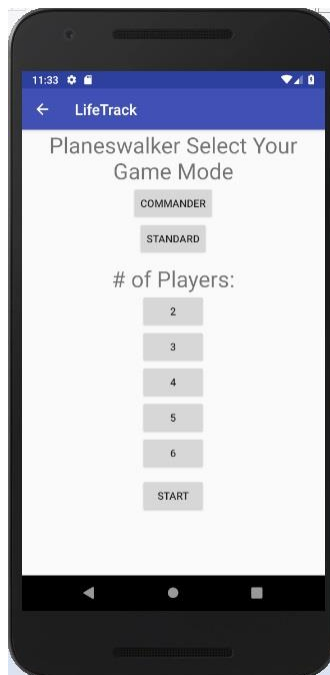 11:33
LifeTrack
Planeswalker Select Your
Game Mode
COMMANDER
STANDARD
# of Players:
2
3
4
5
6
START